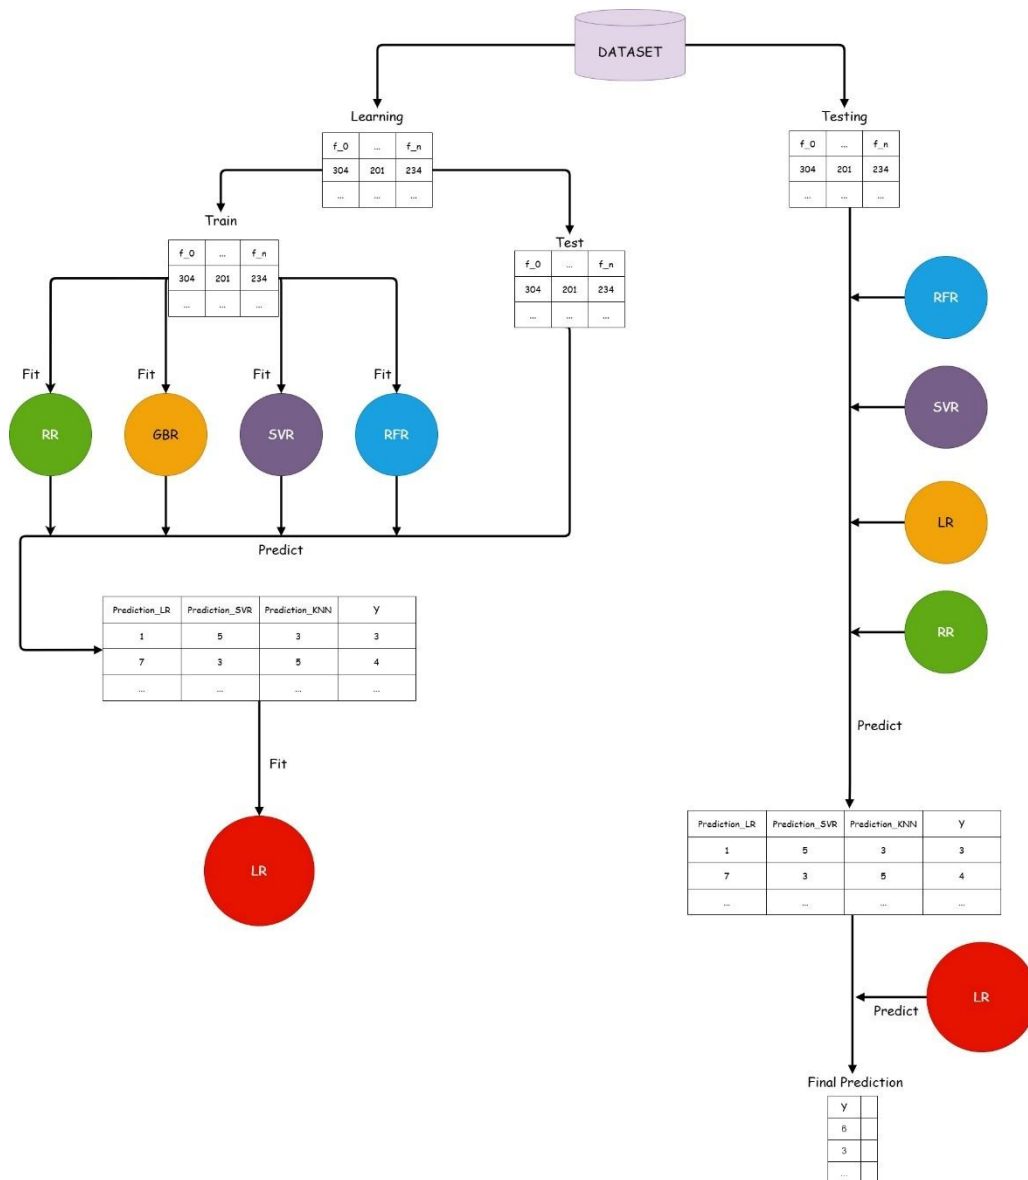 DATASET
Learning
f_0 ... f_n
304 201 234
... ... ...
Testing
f_0 ... f_n
304 201 234
... ... ...
Train
f_0 ... f_n
304 201 234
... ... ...
Test
f_0 ... f_n
304 201 234
... ... ...
Fit Fit Fit Fit
RR GBR SVR RFR
Predict
Prediction_LR Prediction_SVR Prediction_KNN Y
1 5 3 3
7 3 5 4
... ... ... ...
Fit
LR
RFR
SVR
LR
RR
Predict
Prediction_LR Prediction_SVR Prediction_KNN Y
1 5 3 3
7 3 5 4
... ... ... ...
LR
Predict
Final Prediction
Y
6
3
...